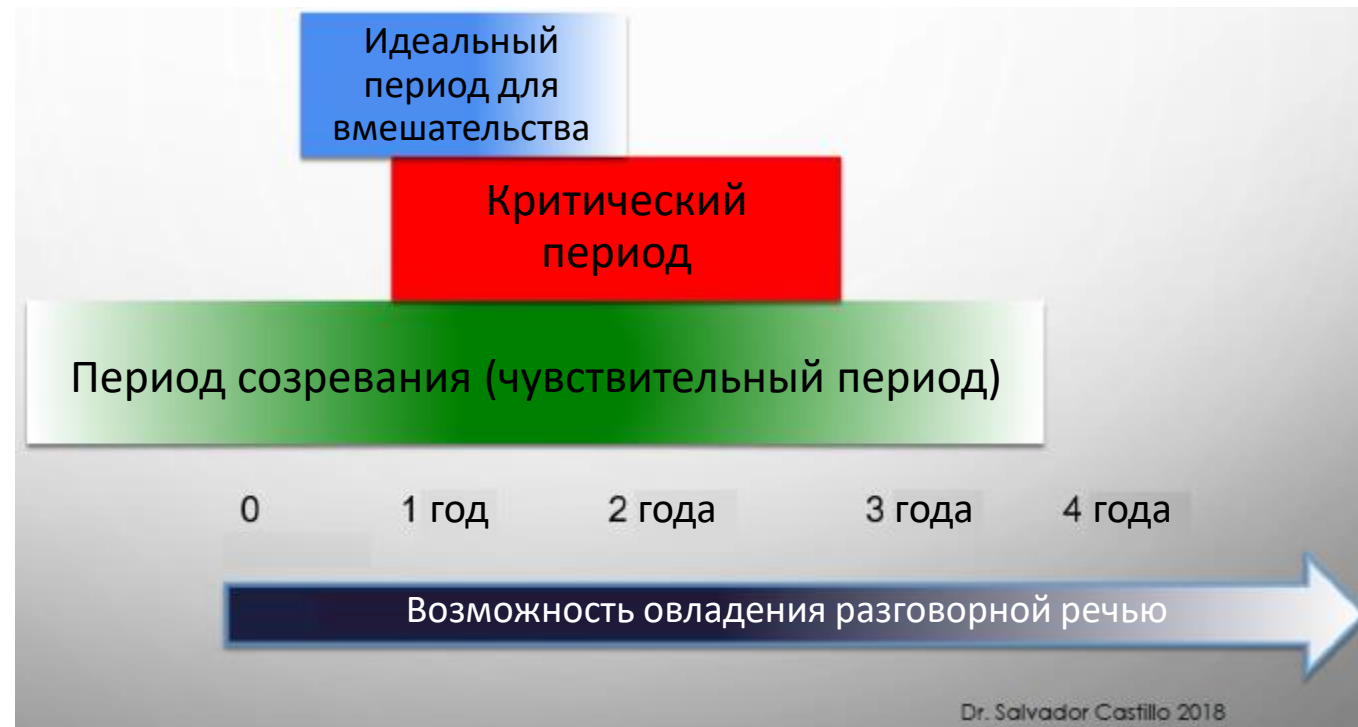 Идеальный
период для
вмешательства
Критический
период
Период созревания (чувствительный период)
0 1 год 2 года 3 года 4 года
Возможность овладения разговорной речью
Dr. Salvador Castillo 2018